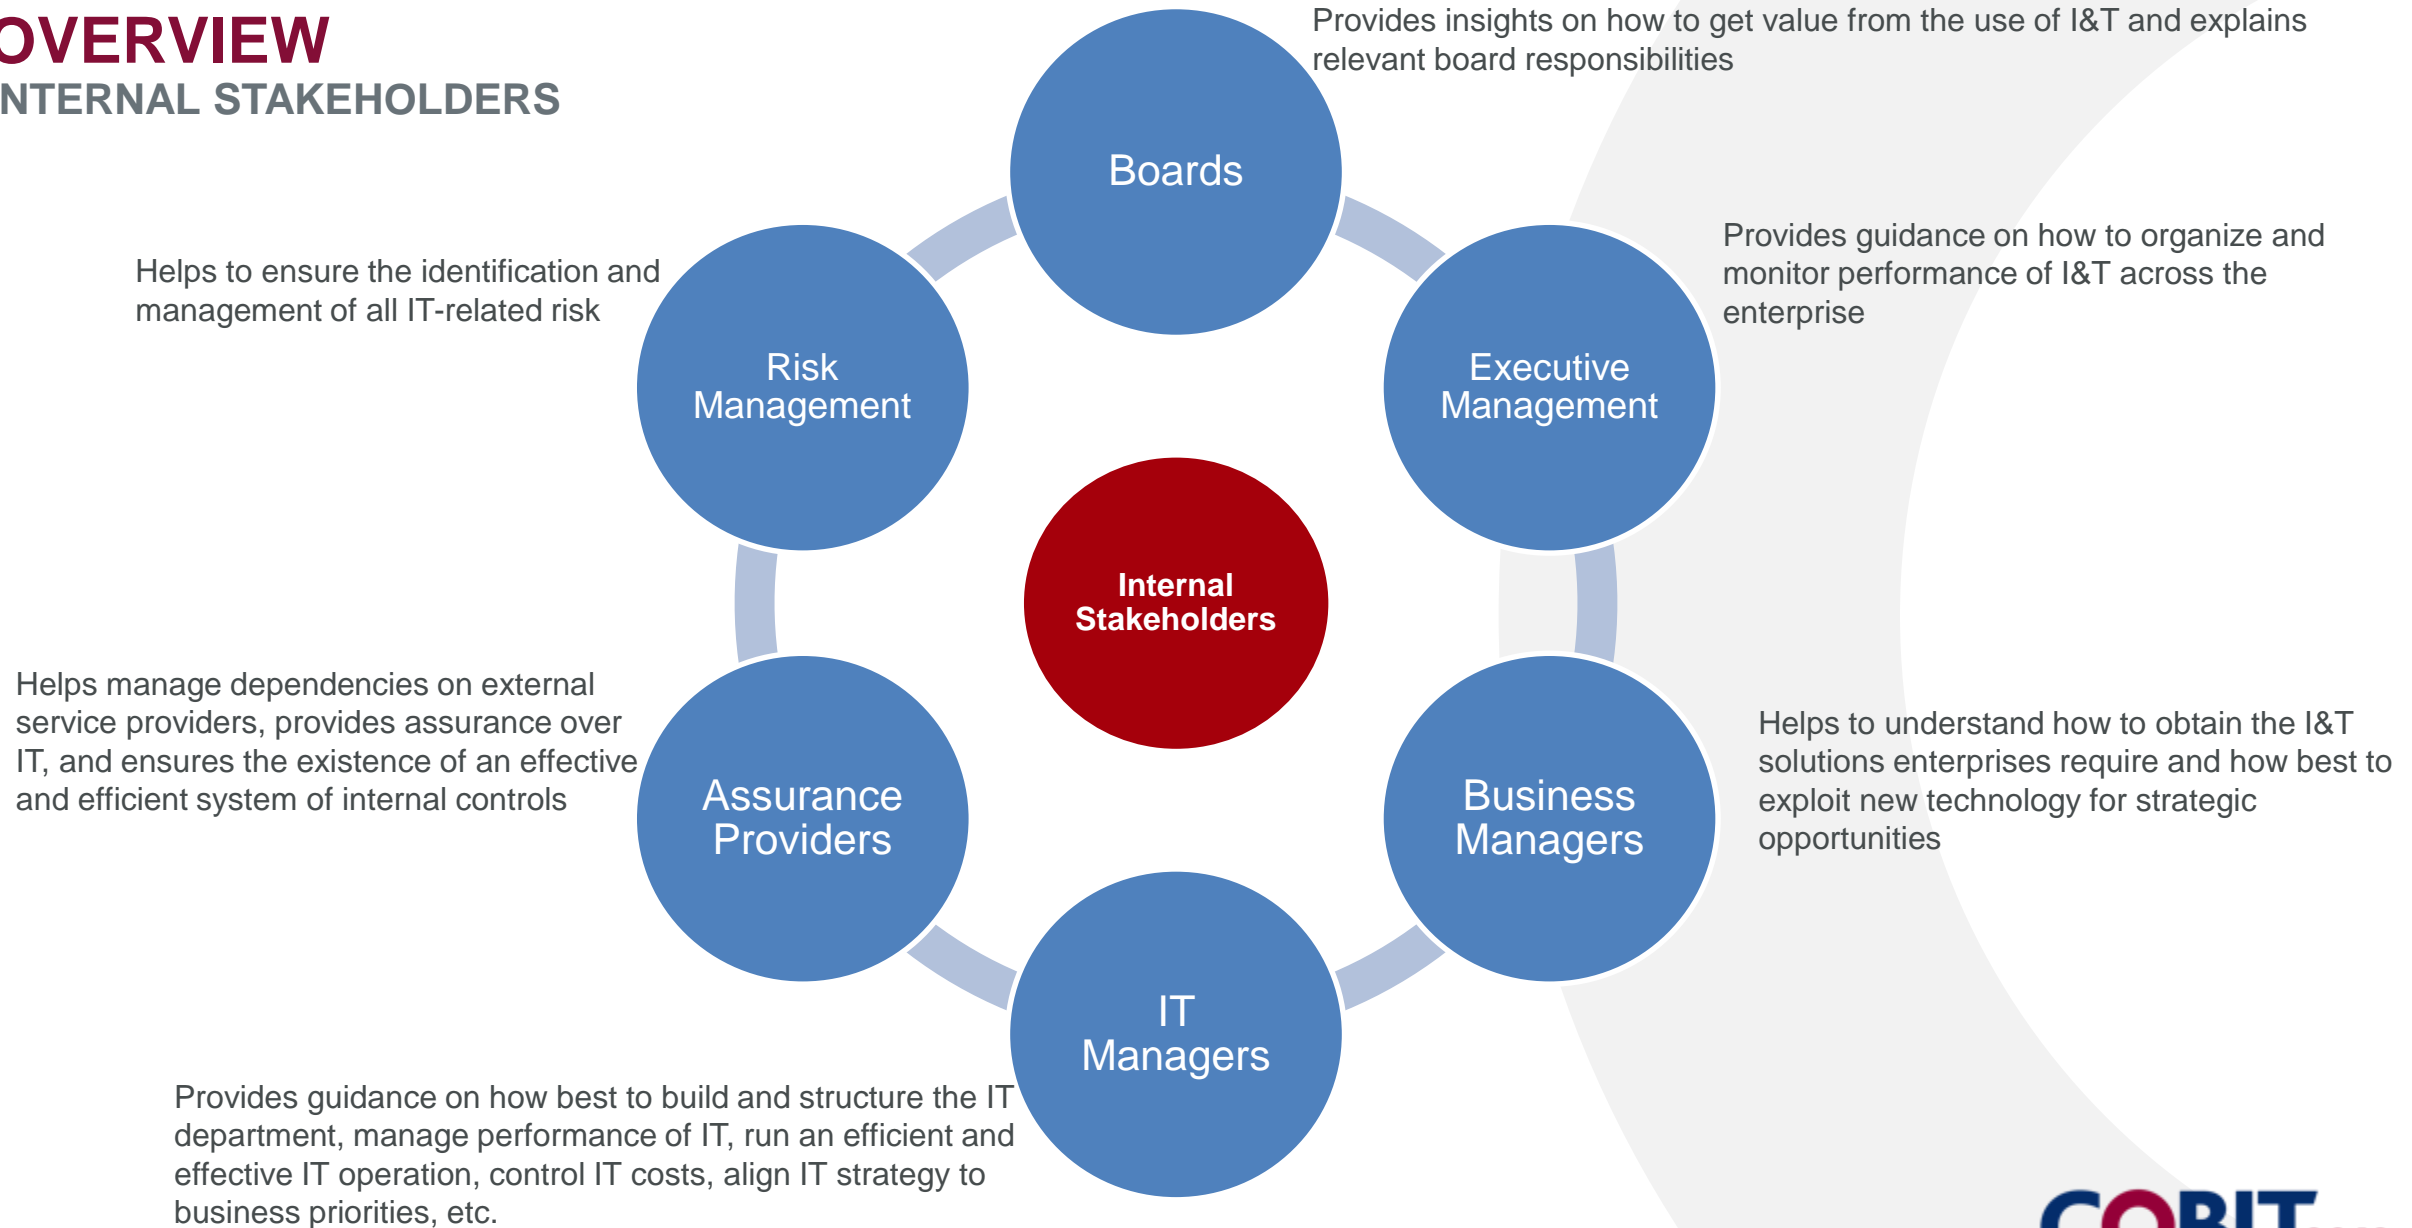 OVERVIEW
INTERNAL STAKEHOLDERS
Provides insights on how to get value from the use of I&T and explains
relevant board responsibilities
Boards
Provides guidance on how to organize and
monitor performance of I&T across the
enterprise
Executive
Management
Helps to ensure the identification and
management of all IT-related risk
Risk
Management
Internal
Stakeholders
Helps manage dependencies on external
service providers, provides assurance over
IT, and ensures the existence of an effective
and efficient system of internal controls
Assurance
Providers
Business
Managers
Helps to understand how to obtain the I&T
solutions enterprises require and how best to
exploit new technology for strategic
opportunities
IT
Managers
Provides guidance on how best to build and structure the IT
department, manage performance of IT, run an efficient and
effective IT operation, control IT costs, align IT strategy to
business priorities, etc.
COBIT